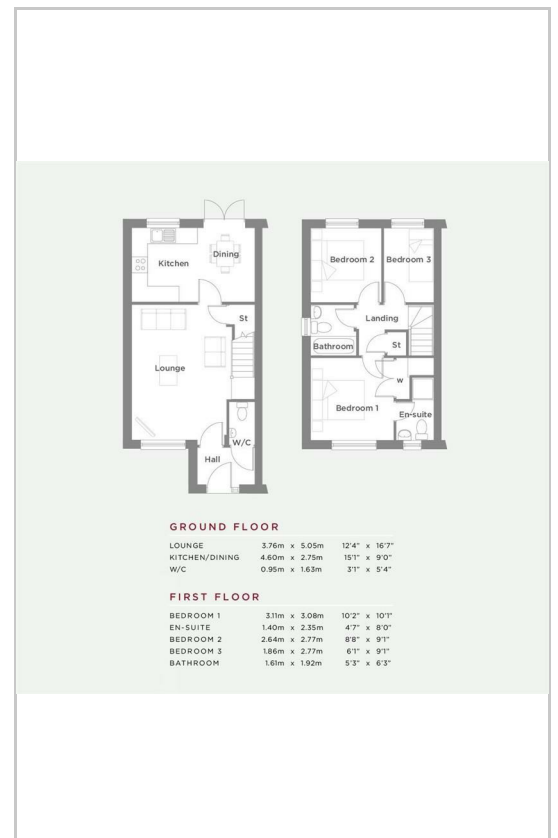 Kitchen
Dining
St
Lounge
W/C
Hall
Bedroom 2
Bedroom 3
Landing
Bathroom
St
w
Bedroom 1
En-suite
GROUND FLOOR
LOUNGE 3.76m x 5.05m 12'4" x 16'7"
KITCHEN/DINING 4.60m x 2.75m 15'1" x 9'0"
W/C 0.95m x 1.63m 3'1" x 5'4"
FIRST FLOOR
BEDROOM 1 3.11m x 3.08m 10'2" x 10'1"
EN-SUITE 1.40m x 2.35m 4'7" x 8'0"
BEDROOM 2 2.64m x 2.77m 8'8" x 9'1"
BEDROOM 3 1.86m x 2.77m 6'1" x 9'1"
BATHROOM 1.61m x 1.92m 5'3" x 6'3"